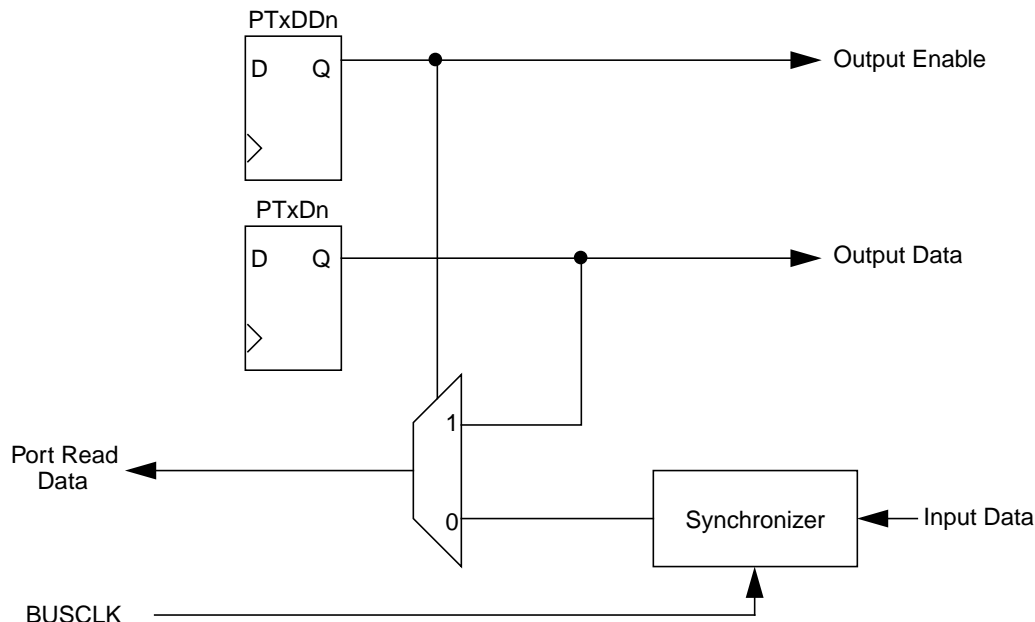 PTxDDn
D Q
Output Enable
PTxDn
D Q
Output Data
1
Port Read
Data
0
Synchronizer
Input Data
BUSCLK